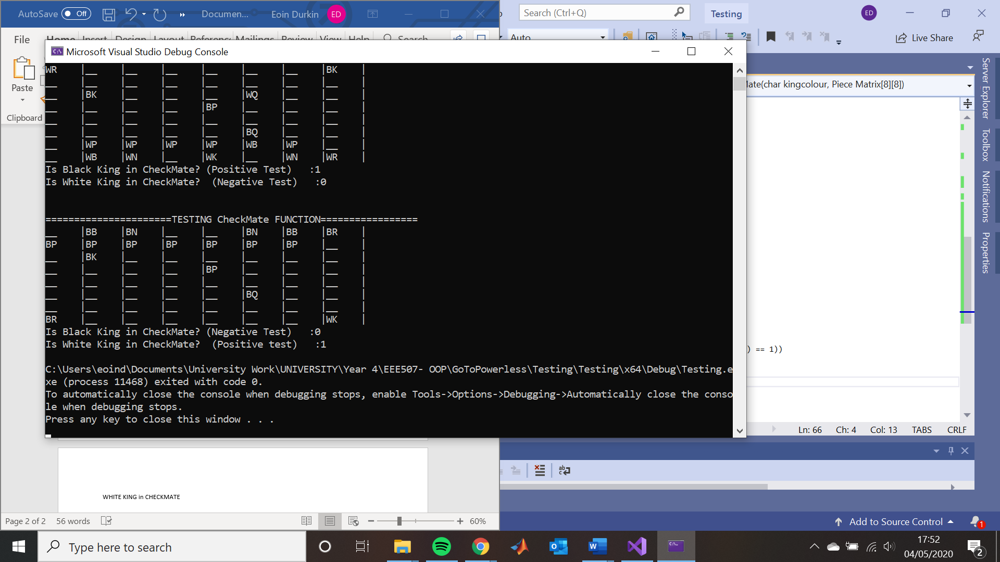 AutoSave Off Documen... Eoin Durkin ED
Search (Ctrl+Q) Testing ED
File Home Insert Design Layout References Mailings Review View Help Search
Auto Live Share
Paste
Clipboard
Microsoft Visual Studio Debug Console
WR |__ |__ |__ |__ |__ |__ |BK |
__ |__ |__ |__ |__ |__ |__ |__ |
__ |BK |__ |__ |__ |WQ |__ |__ |
__ |__ |__ |__ |BP |__ |__ |__ |
__ |__ |__ |__ |__ |__ |__ |__ |
__ |__ |__ |__ |__ |BQ |__ |__ |
__ |WP |WP |WP |WP |WB |WP |__ |
__ |WB |WN |__ |WK |__ |WN |WR |
Is Black King in CheckMate? (Positive Test) :1
Is White King in CheckMate? (Negative Test) :0
======================TESTING CheckMate FUNCTION=================
__ |BB |BN |__ |__ |BN |BB |BR |
BP |BP |BP |BP |BP |BP |BP |__ |
__ |BK |__ |__ |__ |__ |__ |__ |
__ |__ |__ |__ |BP |__ |__ |__ |
__ |__ |__ |__ |__ |__ |__ |__ |
__ |__ |__ |__ |__ |BQ |__ |__ |
__ |__ |__ |__ |__ |__ |__ |__ |
BR |__ |__ |__ |__ |__ |__ |WK |
Is Black King in CheckMate? (Negative Test) :0
Is White King in CheckMate? (Positive test) :1
C:\Users\eoind\Documents\University Work\UNIVERSITY\Year 4\EEE507- OOP\GoToPowerless\Testing\Testing\x64\Debug\Testing.e
xe (process 11468) exited with code 0.
To automatically close the console when debugging stops, enable Tools->Options->Debugging->Automatically close the conso
le when debugging stops.
Press any key to close this window . . .
Mate(char kingcolour, Piece Matrix[8][8])
) == 1))
Server Explorer
Toolbox
Notifications
Properties
Ln: 66 Ch: 4 Col: 13 TABS CRLF
WHITE KING in CHECKMATE
Page 2 of 2 56 words 60%
Add to Source Control 1
Type here to search
17:52
04/05/2020
2